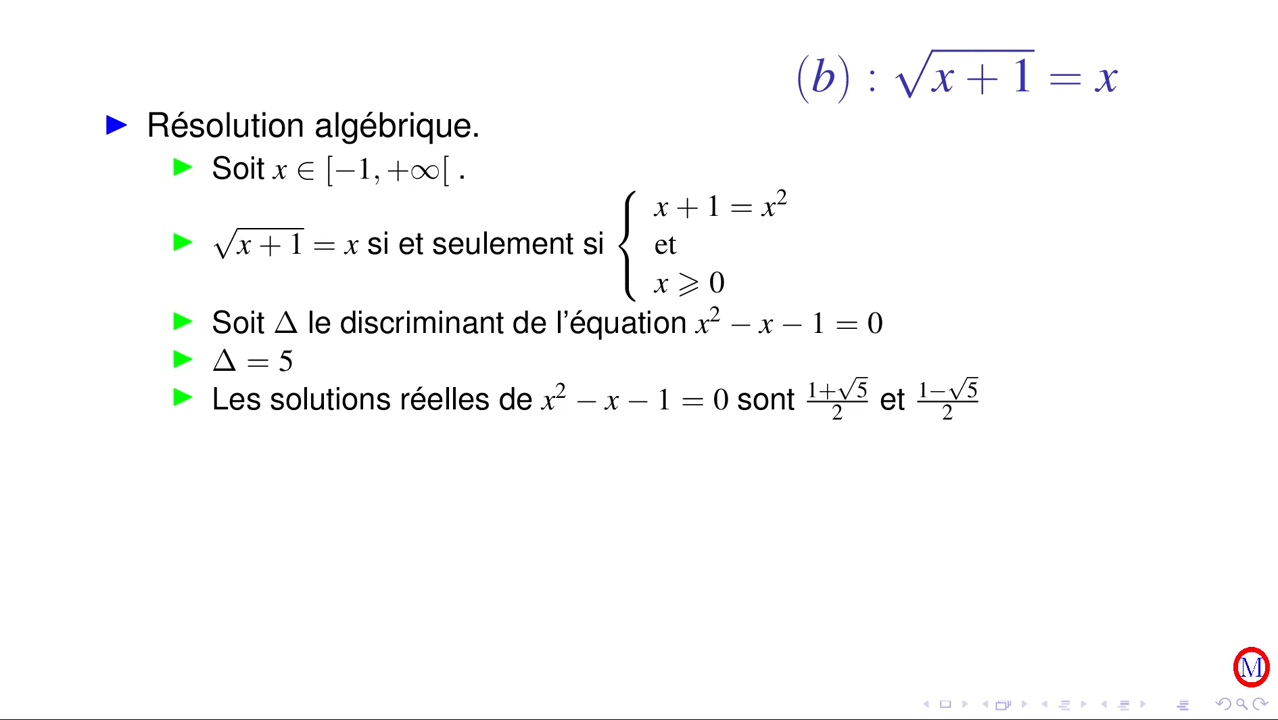 (b) : √(x + 1) = x
Résolution algébrique.
Soit x ∈ [−1, +∞[ .
√(x + 1) = x si et seulement si { x + 1 = x²
et
x ⩾ 0
Soit Δ le discriminant de l'équation x² − x − 1 = 0
Δ = 5
Les solutions réelles de x² − x − 1 = 0 sont (1+√5)/2 et (1−√5)/2
M